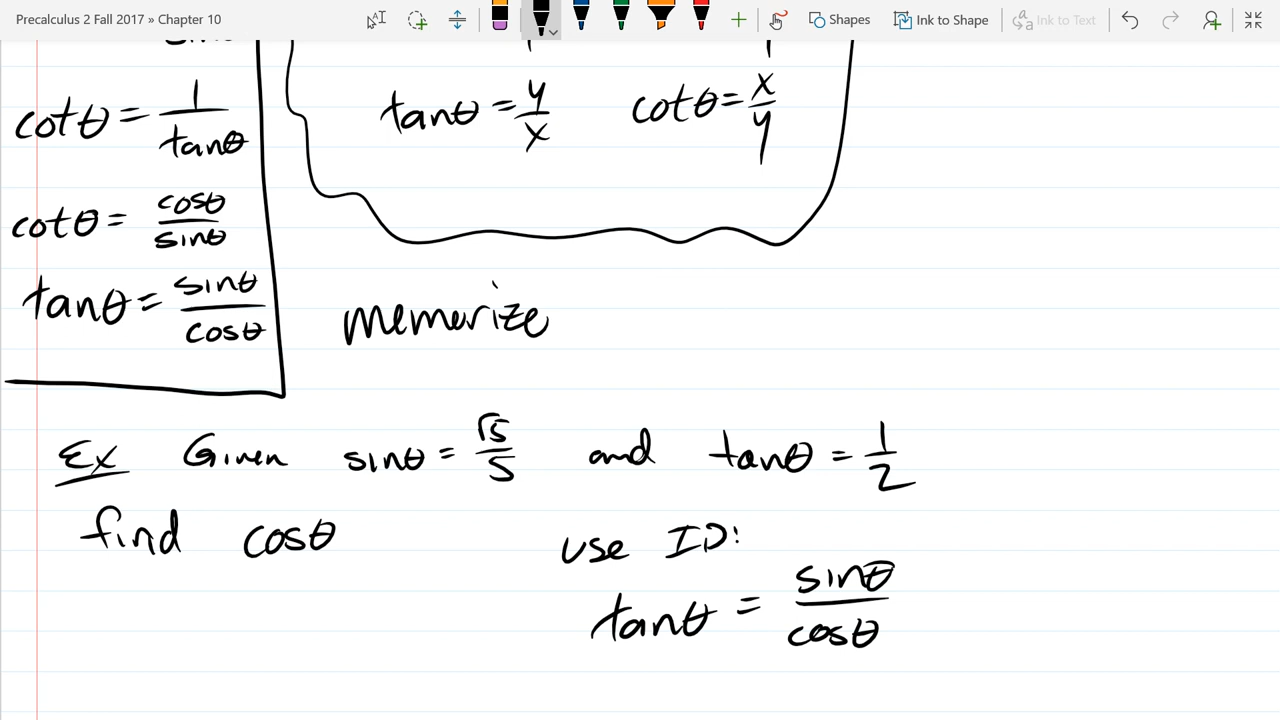 Precalculus 2 Fall 2017 » Chapter 10
Shapes
Ink to Shape
Ink to Text
cotθ = 1/tanθ
cotθ = cosθ/sinθ
tanθ = sinθ/cosθ
tanθ = y/x cotθ = x/y
memorize
Ex Given sinθ = √5/5 and tanθ = 1/2
find cosθ
use ID:
tanθ = sinθ/cosθ